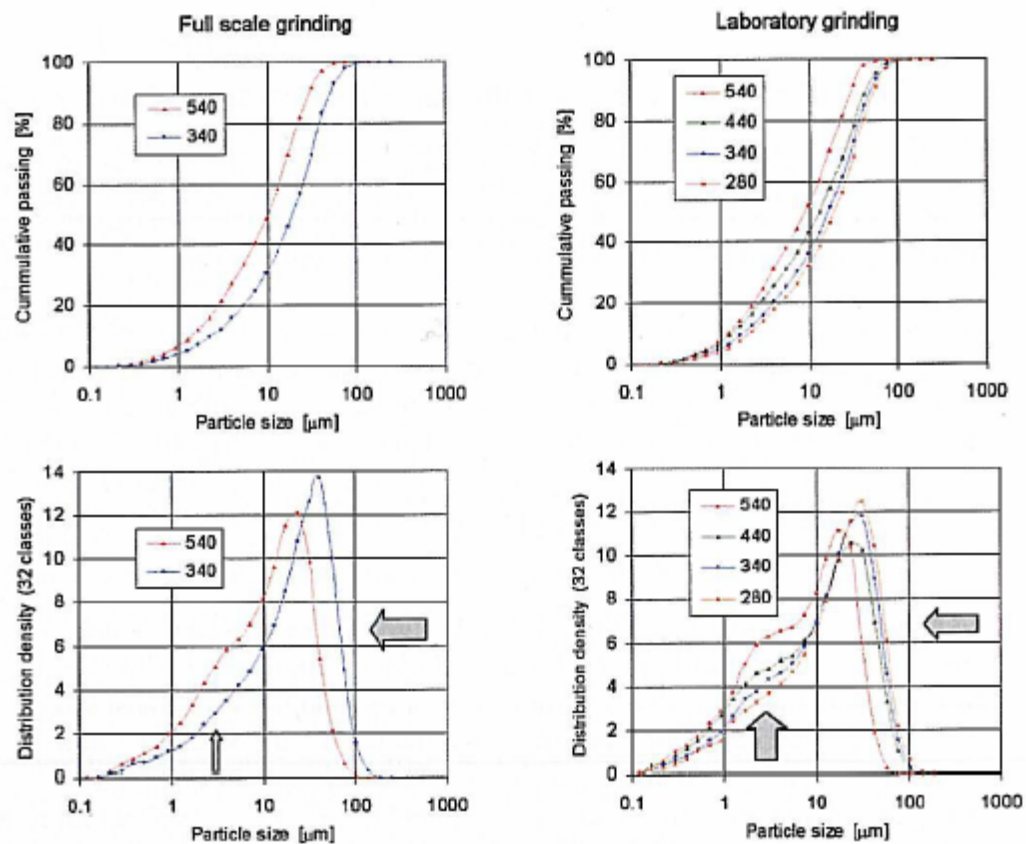 Full scale grinding
Laboratory grinding
Cummulative passing [%]
100
80
60
40
20
0
540
340
0.1 1 10 100 1000
Particle size [μm]
Cummulative passing [%]
100
80
60
40
20
0
540
440
340
280
0.1 1 10 100 1000
Particle size [μm]
Distribution density (32 classes)
14
12
10
8
6
4
2
0
540
340
0.1 1 10 100 1000
Particle size [μm]
Distribution density (32 classes)
14
12
10
8
6
4
2
0
540
440
340
280
0.1 1 10 100 1000
Particle size [μm]